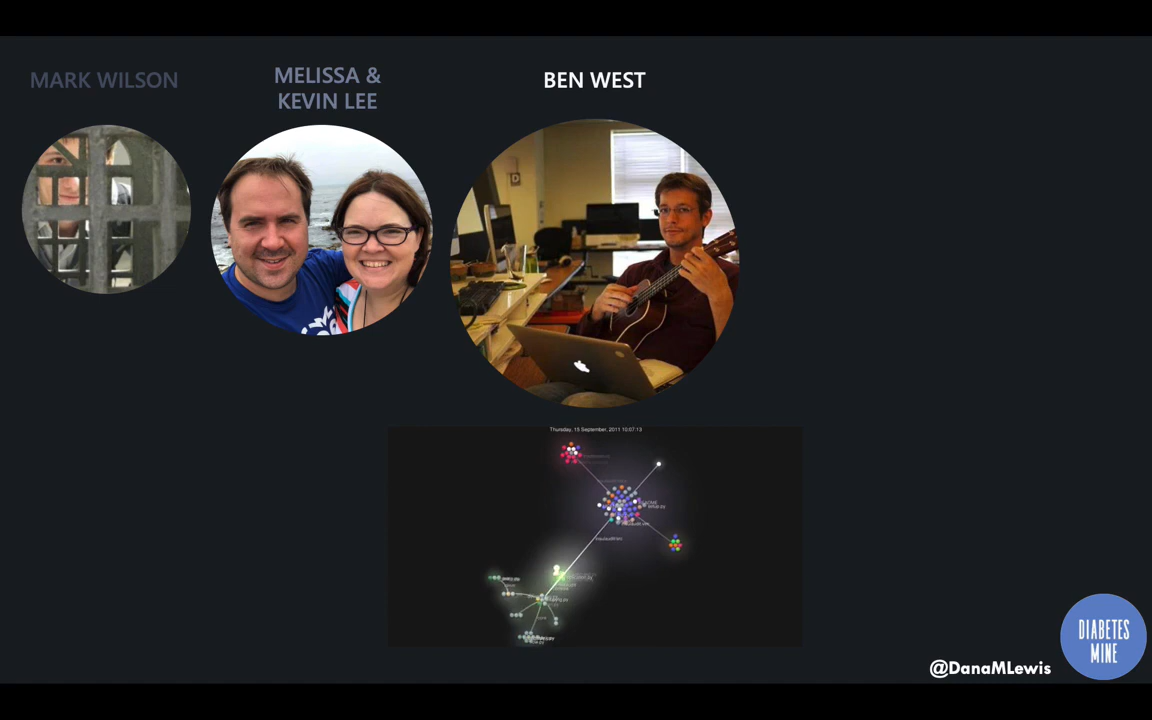 MARK WILSON
MELISSA &
KEVIN LEE
BEN WEST
Thursday, 15 September, 2011 10:07:13
@DanaMLewis
DIABETES
MINE